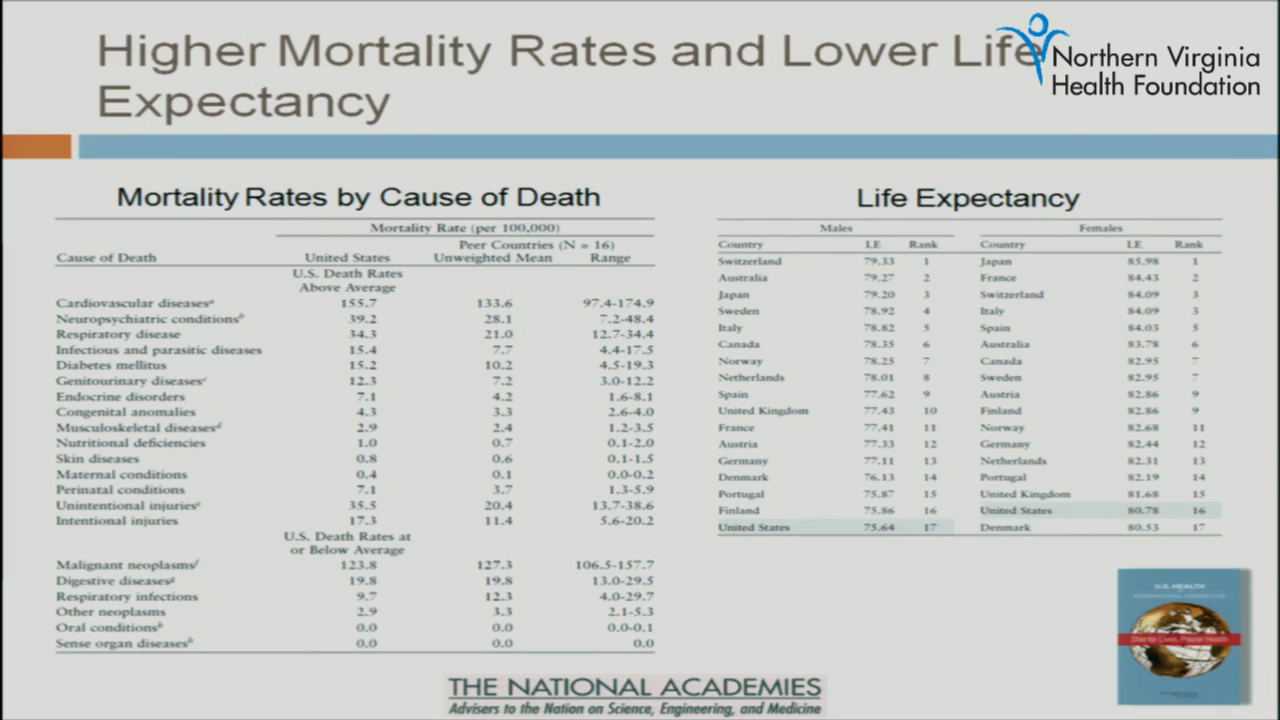 Higher Mortality Rates and Lower Life
Expectancy
Northern Virginia
Health Foundation
Mortality Rates by Cause of Death
Mortality Rate (per 100,000)
Peer Countries (N = 16)
Cause of Death United States Unweighted Mean Range
U.S. Death Rates
Above Average
Cardiovascular diseasesa 155.7 133.6 97.4-174.9
Neuropsychiatric conditionsb 39.2 28.1 7.2-48.4
Respiratory disease 34.3 21.0 12.7-34.4
Infectious and parasitic diseases 15.4 7.7 4.4-17.5
Diabetes mellitus 15.2 10.2 4.5-19.3
Genitourinary diseasesc 12.3 7.2 3.0-12.2
Endocrine disorders 7.1 4.2 1.6-8.1
Congenital anomalies 4.3 3.3 2.6-4.0
Musculoskeletal diseasesd 2.9 2.4 1.2-3.5
Nutritional deficiencies 1.0 0.7 0.1-2.0
Skin diseases 0.8 0.6 0.1-1.5
Maternal conditions 0.4 0.1 0.0-0.2
Perinatal conditions 7.1 3.7 1.3-5.9
Unintentional injuriese 35.5 20.4 13.7-38.6
Intentional injuries 17.3 11.4 5.6-20.2
U.S. Death Rates at
or Below Average
Malignant neoplasmsf 123.8 127.3 106.5-157.7
Digestive diseasesg 19.8 19.8 13.0-29.5
Respiratory infections 9.7 12.3 4.0-29.7
Other neoplasms 2.9 3.3 2.1-5.3
Oral conditionsh 0.0 0.0 0.0-0.1
Sense organ diseasesh 0.0 0.0 0.0
Life Expectancy
Males Females
Country LE Rank Country LE Rank
Switzerland 79.33 1 Japan 85.98 1
Australia 79.27 2 France 84.43 2
Japan 79.20 3 Switzerland 84.09 3
Sweden 78.92 4 Italy 84.09 3
Italy 78.82 5 Spain 84.03 5
Canada 78.35 6 Australia 83.78 6
Norway 78.25 7 Canada 82.95 7
Netherlands 78.01 8 Sweden 82.95 7
Spain 77.62 9 Austria 82.86 9
United Kingdom 77.43 10 Finland 82.86 9
France 77.41 11 Norway 82.68 11
Austria 77.33 12 Germany 82.44 12
Germany 77.11 13 Netherlands 82.31 13
Denmark 76.13 14 Portugal 82.19 14
Portugal 75.87 15 United Kingdom 81.68 15
Finland 75.86 16 United States 80.78 16
United States 75.64 17 Denmark 80.53 17
U.S. HEALTH
INTERNATIONAL PERSPECTIVE
Shorter Lives, Poorer Health
THE NATIONAL ACADEMIES
Advisers to the Nation on Science, Engineering, and Medicine